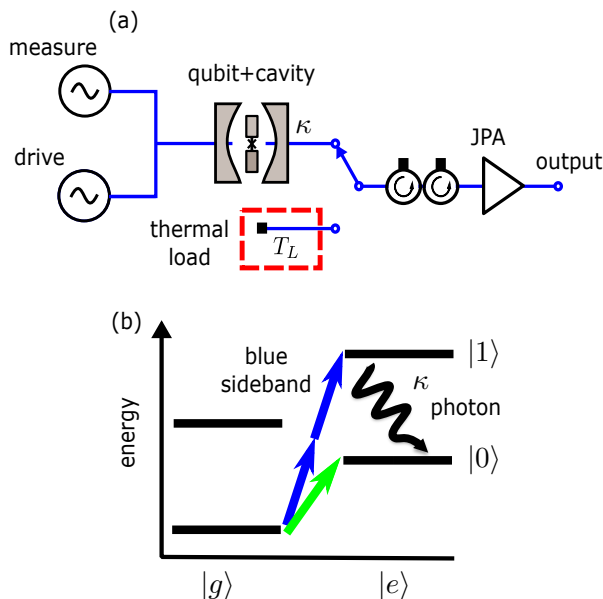 (a)
measure
qubit+cavity
κ
JPA
drive
output
thermal
load
T_L
(b)
blue
sideband
|1⟩
κ
photon
energy
|0⟩
|g⟩
|e⟩